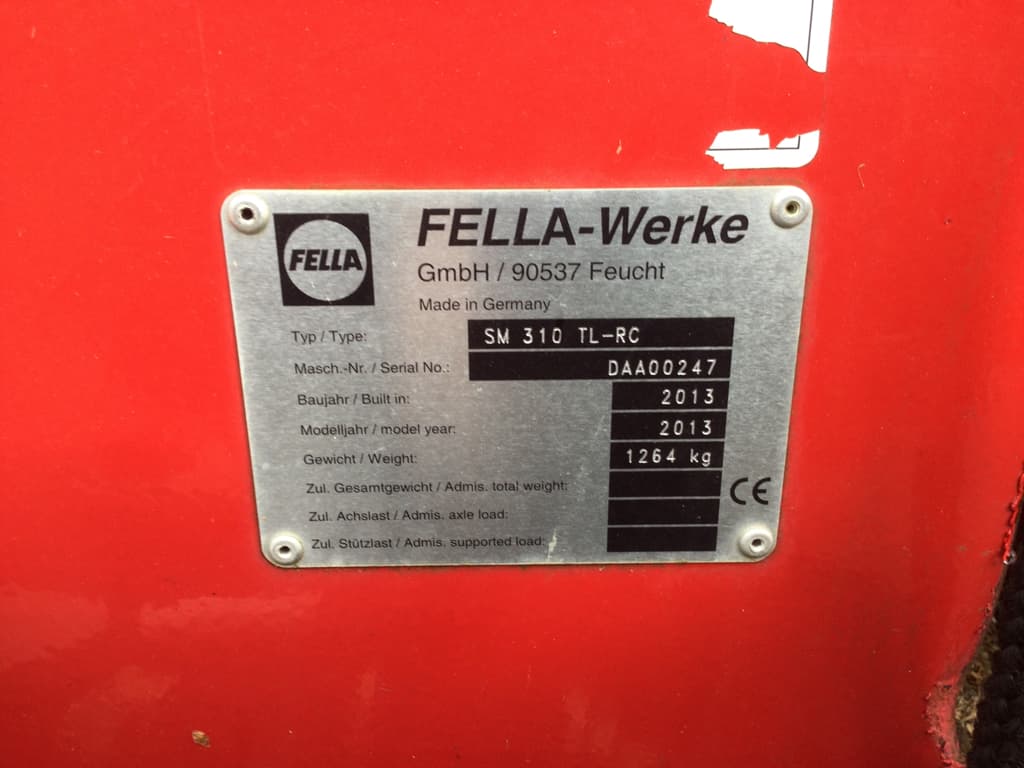 FELLA
FELLA-Werke
GmbH / 90537 Feucht
Made in Germany
Typ / Type: SM 310 TL-RC
Masch.-Nr. / Serial No.: DAA00247
Baujahr / Built in: 2013
Modelljahr / model year: 2013
Gewicht / Weight: 1264 kg
Zul. Gesamtgewicht / Admis. total weight:
Zul. Achslast / Admis. axle load:
Zul. Stützlast / Admis. supported load:
CE